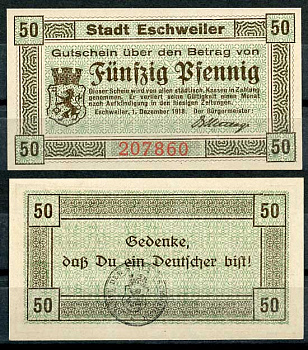 50 Stadt Eschweiler 50
Gutschein über den Betrag von
Fünfzig Pfennig
Dieser Schein wird von allen städtisch. Kassen in Zahlung
genommen. Er verliert seine Gültigkeit einen Monat
nach Aufkündigung in den hiesigen Zeitungen.
Eschweiler, 1. Dezember 1918. Der Bürgermeister:
50 207860 50
50 50
Gedenke,
daß Du ein Deutscher bist!
50 50